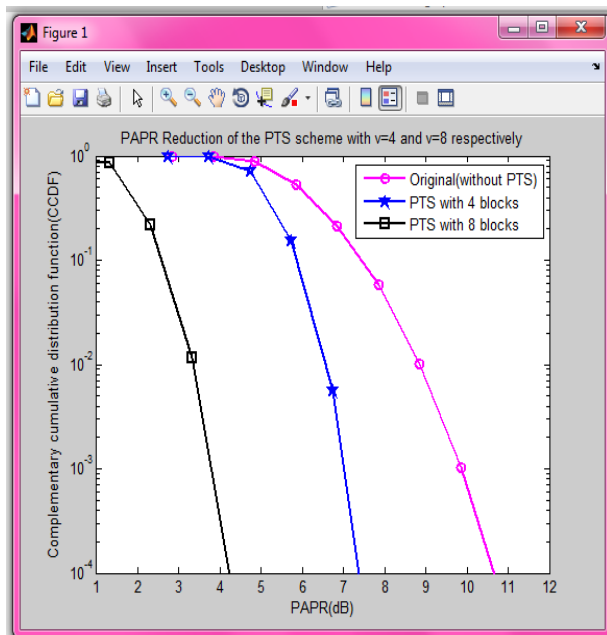 Figure 1
File Edit View Insert Tools Desktop Window Help
PAPR Reduction of the PTS scheme with v=4 and v=8 respectively
Original(without PTS)
PTS with 4 blocks
PTS with 8 blocks
Complementary cumulative distribution function(CCDF)
10^0
10^-1
10^-2
10^-3
10^-4
1 2 3 4 5 6 7 8 9 10 11 12
PAPR(dB)